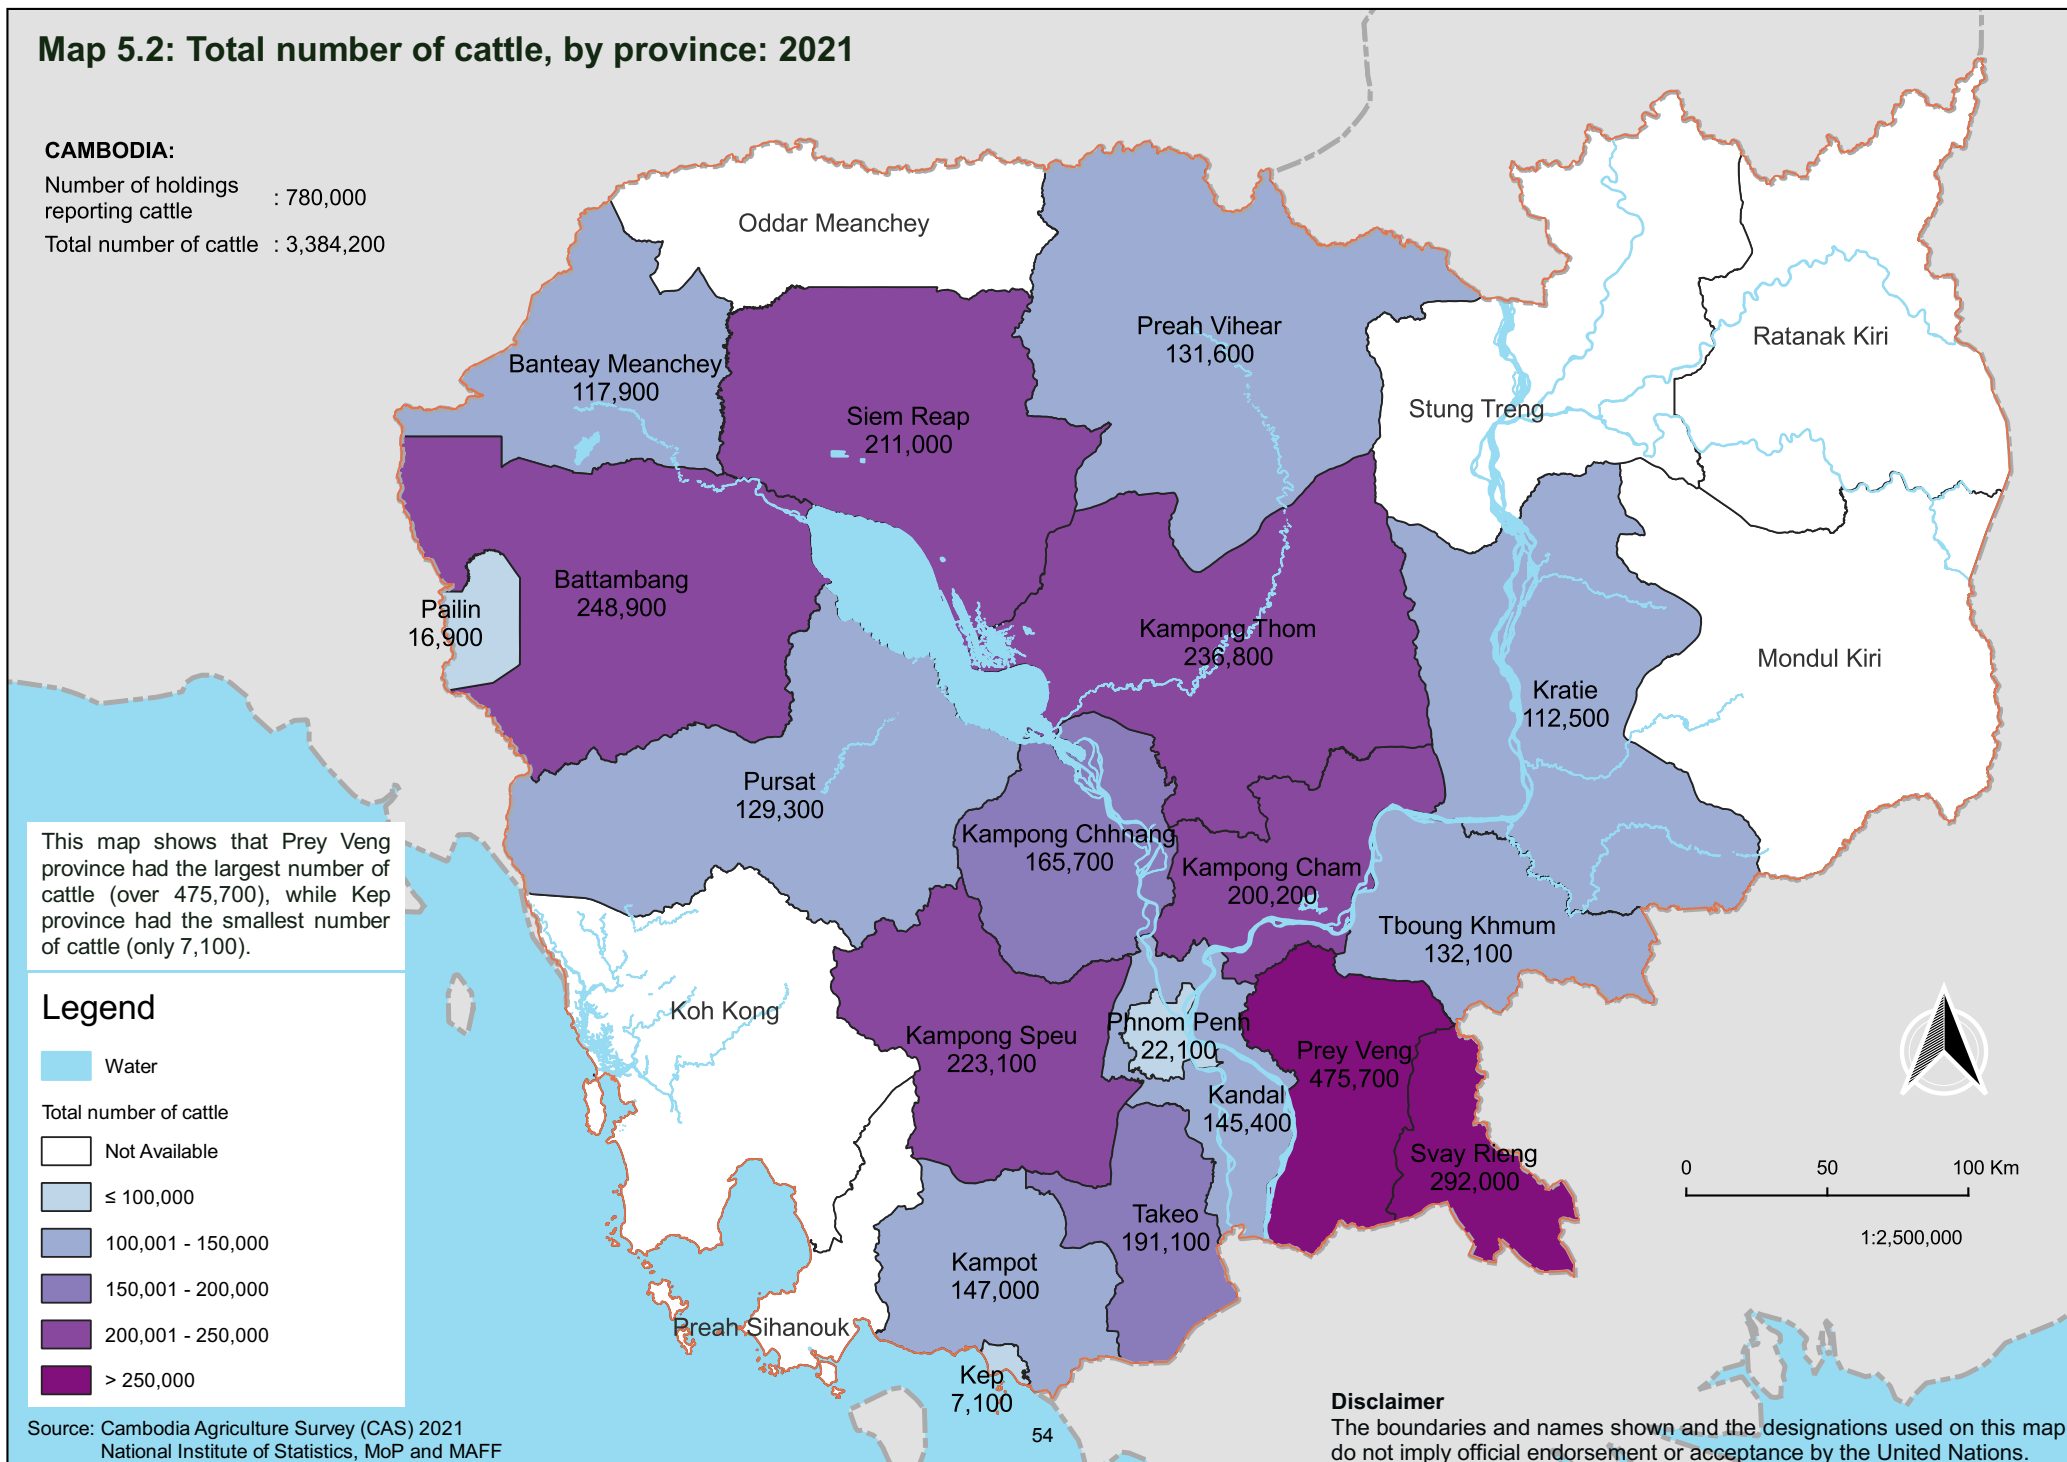 Map 5.2: Total number of cattle, by province: 2021
CAMBODIA:
Number of holdings
reporting cattle : 780,000
Total number of cattle : 3,384,200
Oddar Meanchey
Preah Vihear
131,600
Ratanak Kiri
Banteay Meanchey
117,900
Stung Treng
Siem Reap
211,000
Battambang
248,900
Pailin
16,900
Kampong Thom
236,800
Mondul Kiri
Kratie
112,500
Pursat
129,300
Kampong Chhnang
165,700
Kampong Cham
200,200
Tboung Khmum
132,100
Koh Kong
Kampong Speu
223,100
Phnom Penh
22,100
Prey Veng
475,700
Kandal
145,400
Svay Rieng
292,000
Takeo
191,100
Kampot
147,000
Preah Sihanouk
Kep
7,100
This map shows that Prey Veng
province had the largest number of
cattle (over 475,700), while Kep
province had the smallest number
of cattle (only 7,100).
Legend
Water
Total number of cattle
Not Available
≤ 100,000
100,001 - 150,000
150,001 - 200,000
200,001 - 250,000
> 250,000
0 50 100 Km
1:2,500,000
Source: Cambodia Agriculture Survey (CAS) 2021
National Institute of Statistics, MoP and MAFF
54
Disclaimer
The boundaries and names shown and the designations used on this map
do not imply official endorsement or acceptance by the United Nations.